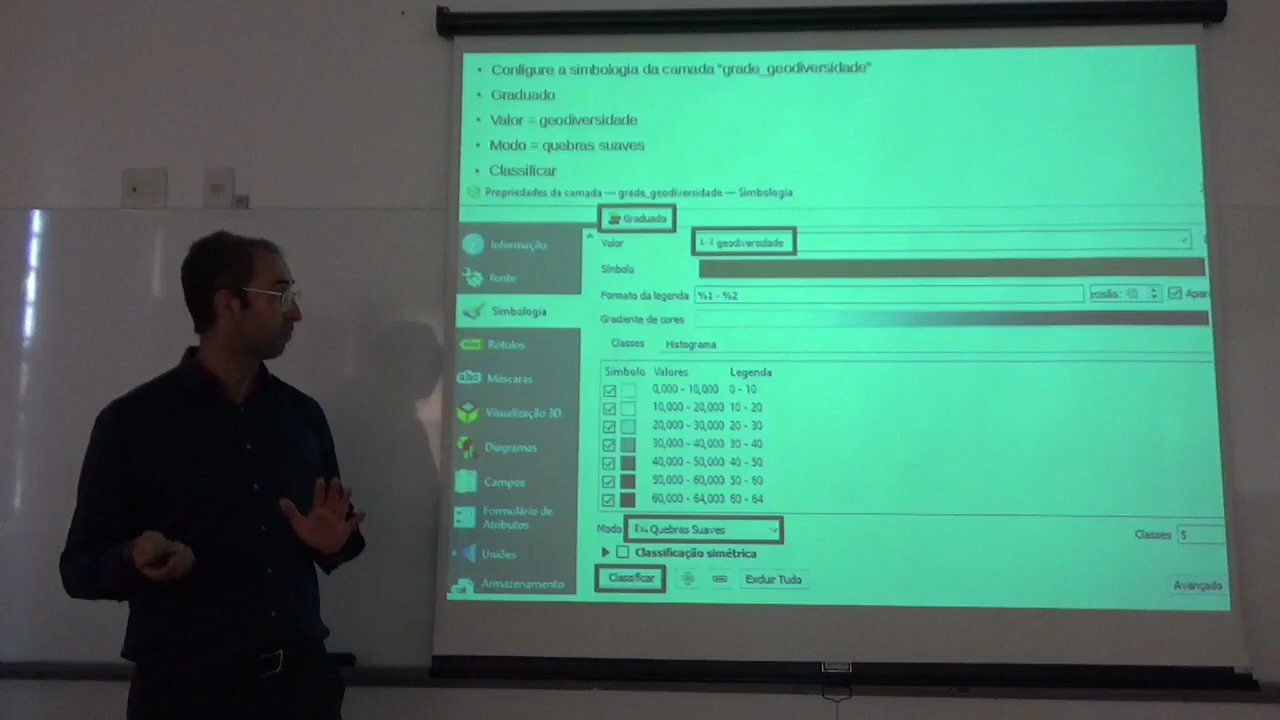 • Configure a simbologia da camada "grade_geodiversidade"
• Graduado
• Valor = geodiversidade
• Modo = quebras suaves
• Classificar
Propriedades da camada — grade_geodiversidade — Simbologia
Graduado
Informação
Valor
1.2 geodiversidade
Fonte
Símbolo
Simbologia
Formato da legenda
%1 - %2
Apar
Gradiente de cores
Rótulos
Classes Histograma
Máscaras
Símbolo Valores Legenda
0,000 - 10,000 0 - 10
Visualização 3D
10,000 - 20,000 10 - 20
20,000 - 30,000 20 - 30
Diagramas
30,000 - 40,000 30 - 40
40,000 - 50,000 40 - 50
Campos
50,000 - 60,000 50 - 60
60,000 - 64,000 60 - 64
Formulário de
Atributos
Modo
Quebras Suaves
Classes
Uniões
Classificação simétrica
Armazenamento
Classificar
Excluir Tudo
Avançado